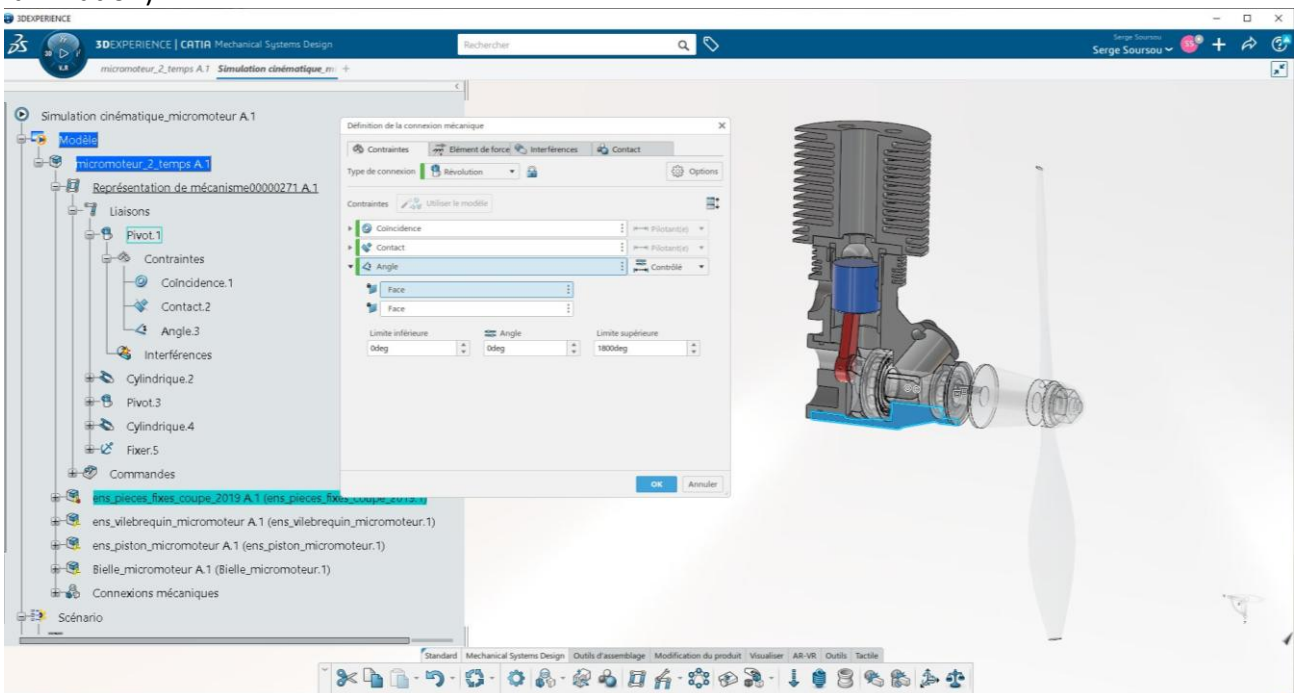 3DEXPERIENCE
3DEXPERIENCE | CATIA Mechanical Systems Design
Rechercher
Serge Soursou
Serge Soursou
micromoteur_2_temps A.1
Simulation cinématique_m
Simulation cinématique_micromoteur A.1
Modèle
micromoteur_2_temps A.1
Représentation de mécanisme00000271 A.1
Liaisons
Pivot.1
Contraintes
Coïncidence.1
Contact.2
Angle.3
Interférences
Cylindrique.2
Pivot.3
Cylindrique.4
Fixer.5
Commandes
ens_pieces_fixes_coupe_2019 A.1 (ens_pieces_fixes_coupe_2019.1)
ens_vilebrequin_micromoteur A.1 (ens_vilebrequin_micromoteur.1)
ens_piston_micromoteur A.1 (ens_piston_micromoteur.1)
Bielle_micromoteur A.1 (Bielle_micromoteur.1)
Connexions mécaniques
Scénario
Définition de la connexion mécanique
Contraintes
Elément de force
Interférences
Contact
Type de connexion
Révolution
Options
Contraintes
Utiliser le modèle
Coïncidence
Pilotant(e)
Contact
Pilotant(e)
Angle
Contrôlé
Face
Face
Limite inférieure
Angle
Limite supérieure
0deg
0deg
1800deg
OK
Annuler
Standard
Mechanical Systems Design
Outils d'assemblage
Modification du produit
Visualiser
AR-VR
Outils
Tactile